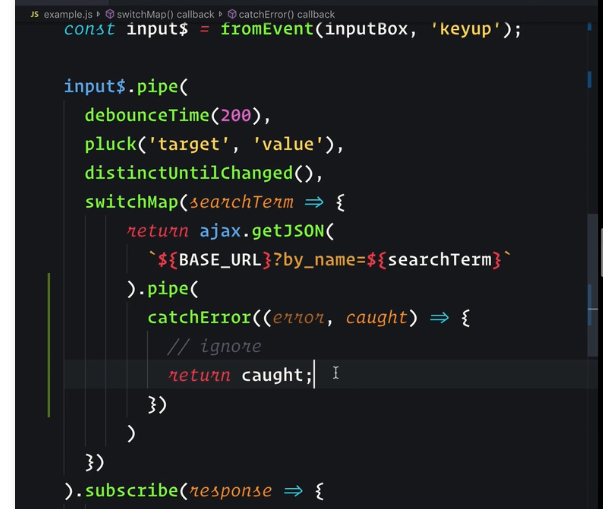 JS example.js > switchMap() callback > catchError() callback
const input$ = fromEvent(inputBox, 'keyup');
input$.pipe(
debounceTime(200),
pluck('target', 'value'),
distinctUntilChanged(),
switchMap(searchTerm => {
return ajax.getJSON(
`${BASE_URL}?by_name=${searchTerm}`
).pipe(
catchError((error, caught) => {
// ignore
return caught;
})
)
})
).subscribe(response => {